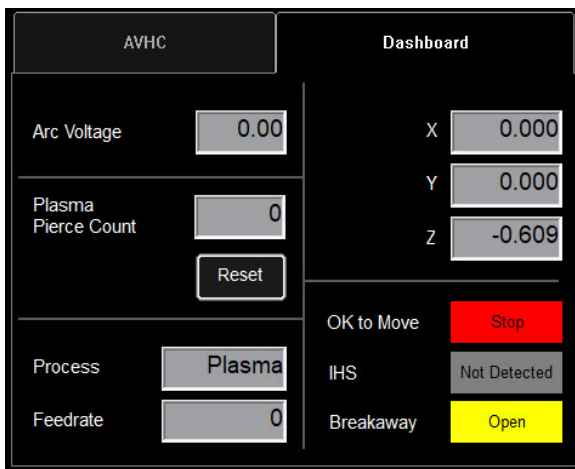 AVHC
Dashboard
Arc Voltage 0.00
Plasma
Pierce Count 0
Reset
Process Plasma
Feedrate 0
X 0.000
Y 0.000
Z -0.609
OK to Move Stop
IHS Not Detected
Breakaway Open